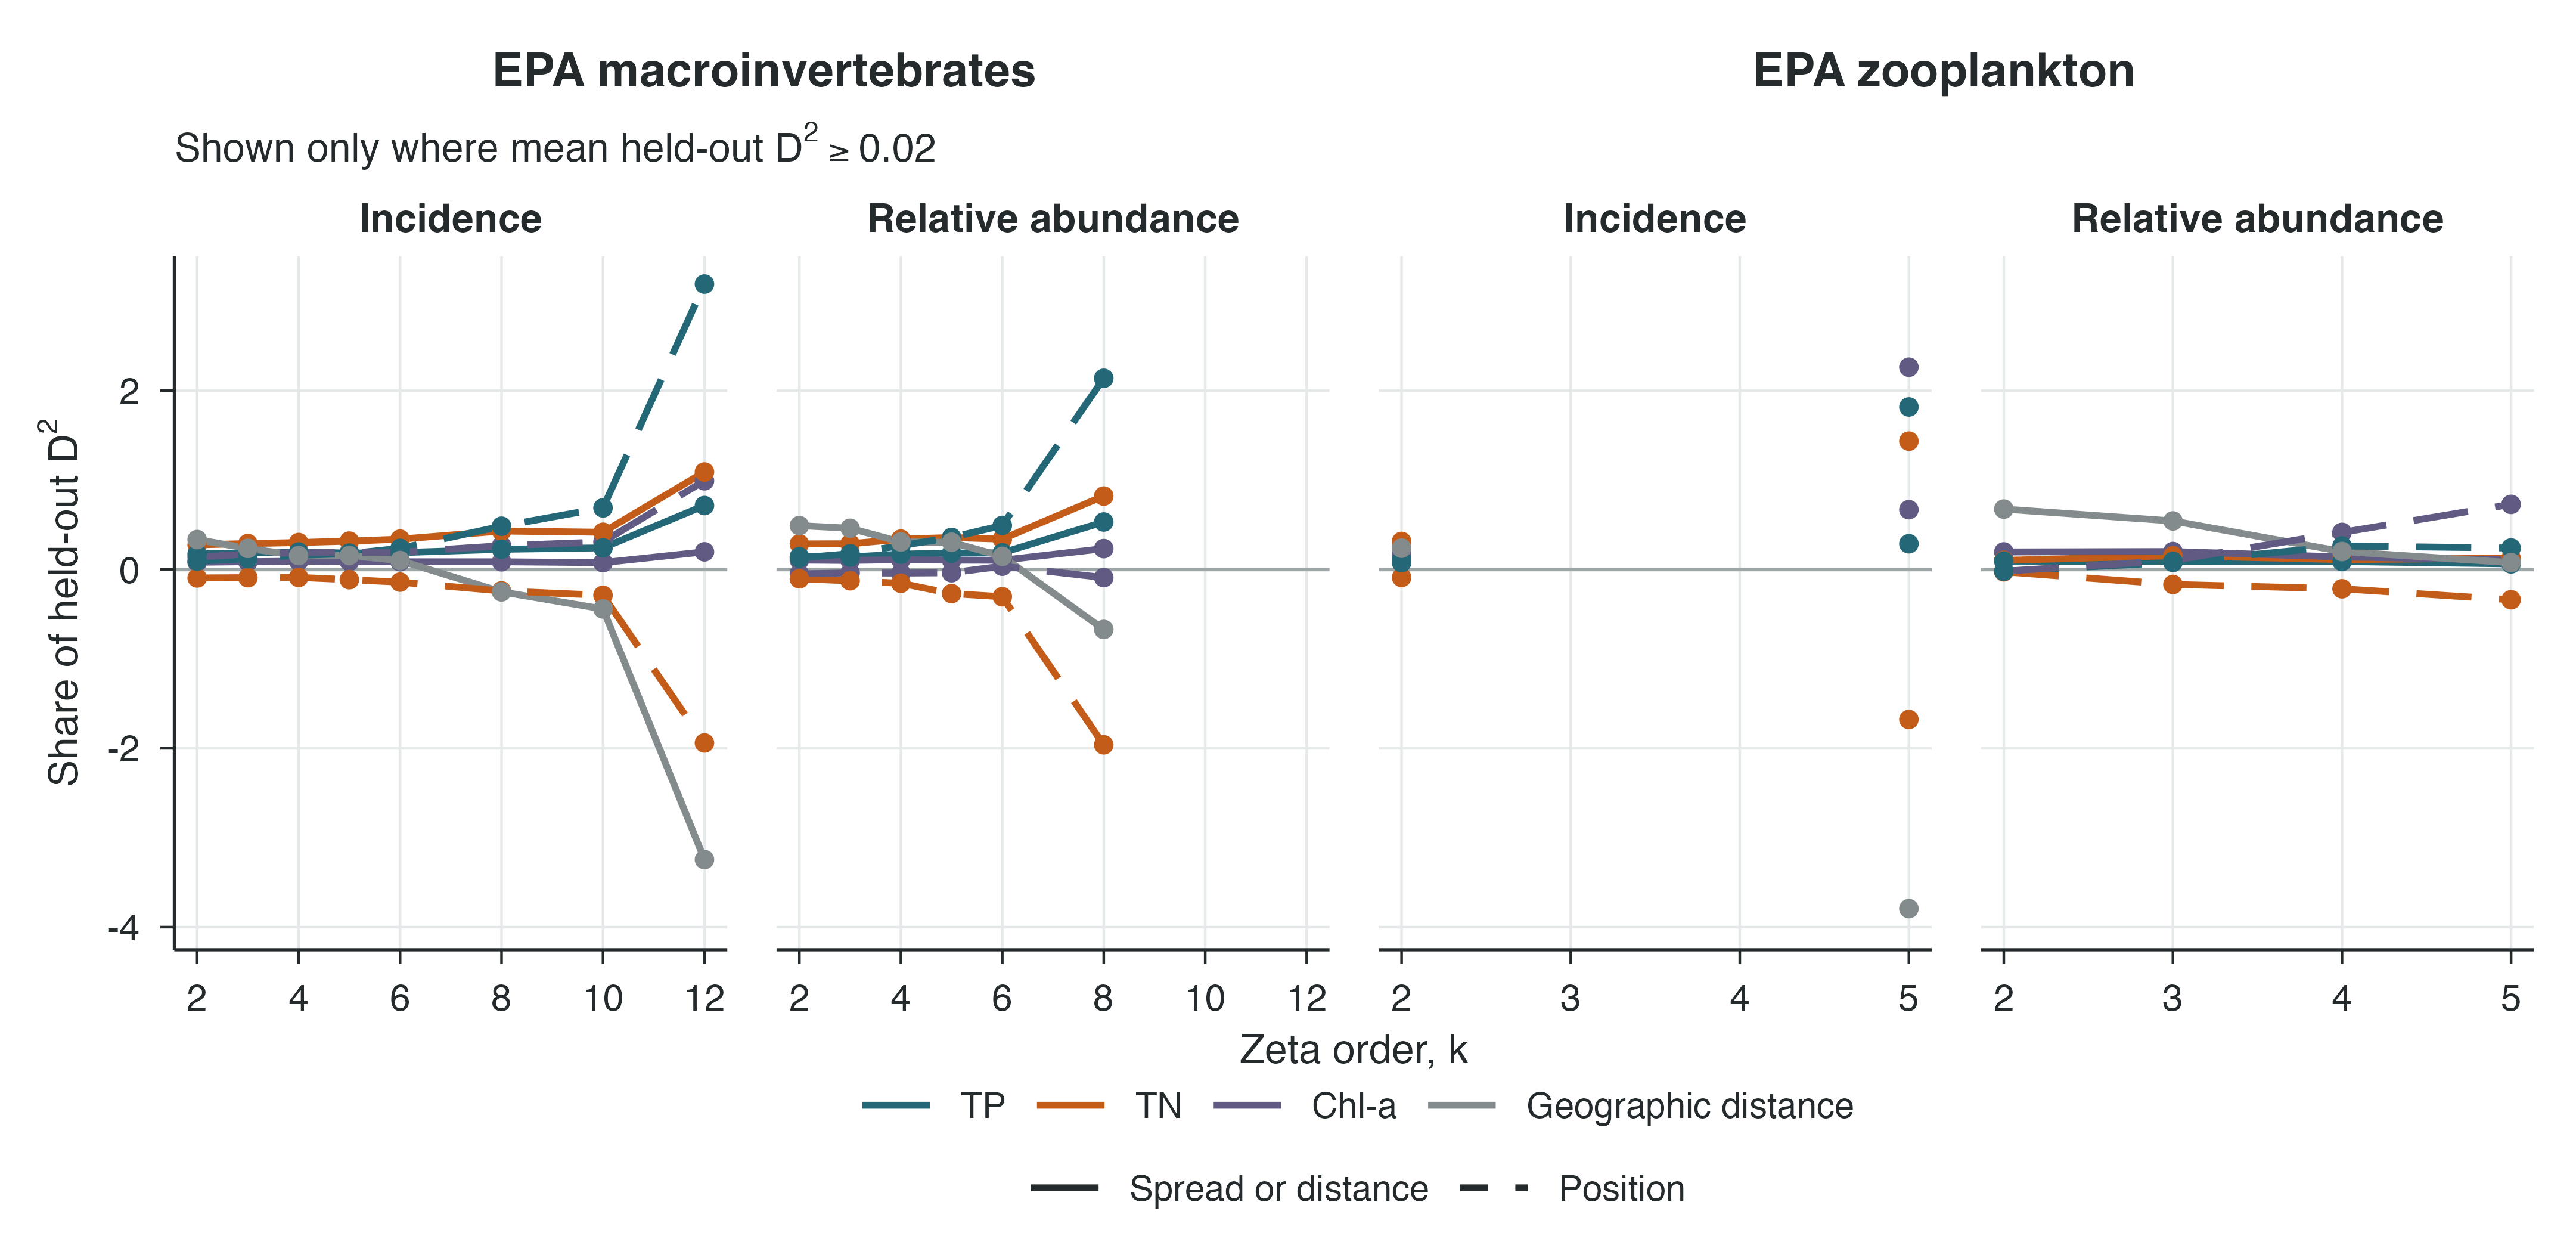 EPA macroinvertebrates
EPA zooplankton
Shown only where mean held-out D² ≥ 0.02
Incidence
Relative abundance
Incidence
Relative abundance
Share of held-out D²
2
0
-2
-4
2 4 6 8 10 12
2 4 6 8 10 12
2 3 4 5
2 3 4 5
Zeta order, k
TP TN Chl-a Geographic distance
Spread or distance Position